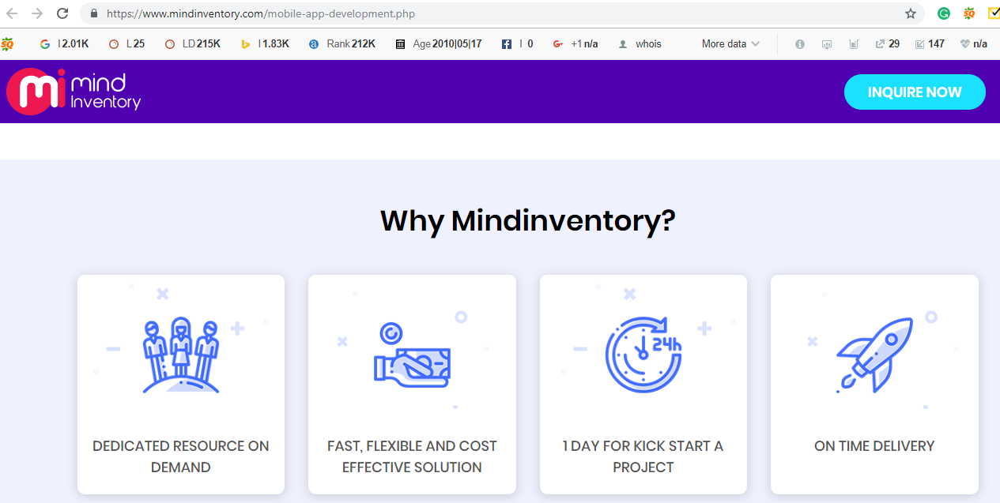 https://www.mindinventory.com/mobile-app-development.php
SQ I 2.01K L 25 LD 215K I 1.83K a Rank 212K Age 2010|05|17 I 0 +1 n/a whois More data 29 147 n/a
mind
Inventory
INQUIRE NOW
Why Mindinventory?
24h
DEDICATED RESOURCE ON
DEMAND
FAST, FLEXIBLE AND COST
EFFECTIVE SOLUTION
1 DAY FOR KICK START A
PROJECT
ON TIME DELIVERY